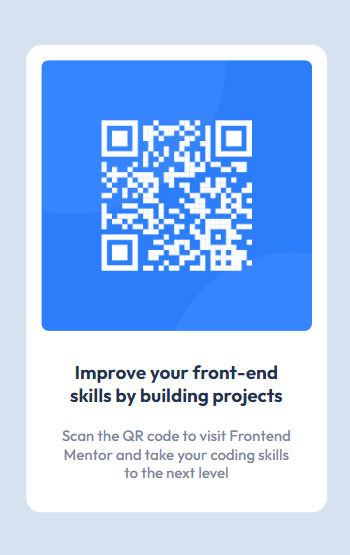 Improve your front-end
skills by building projects
Scan the QR code to visit Frontend
Mentor and take your coding skills
to the next level